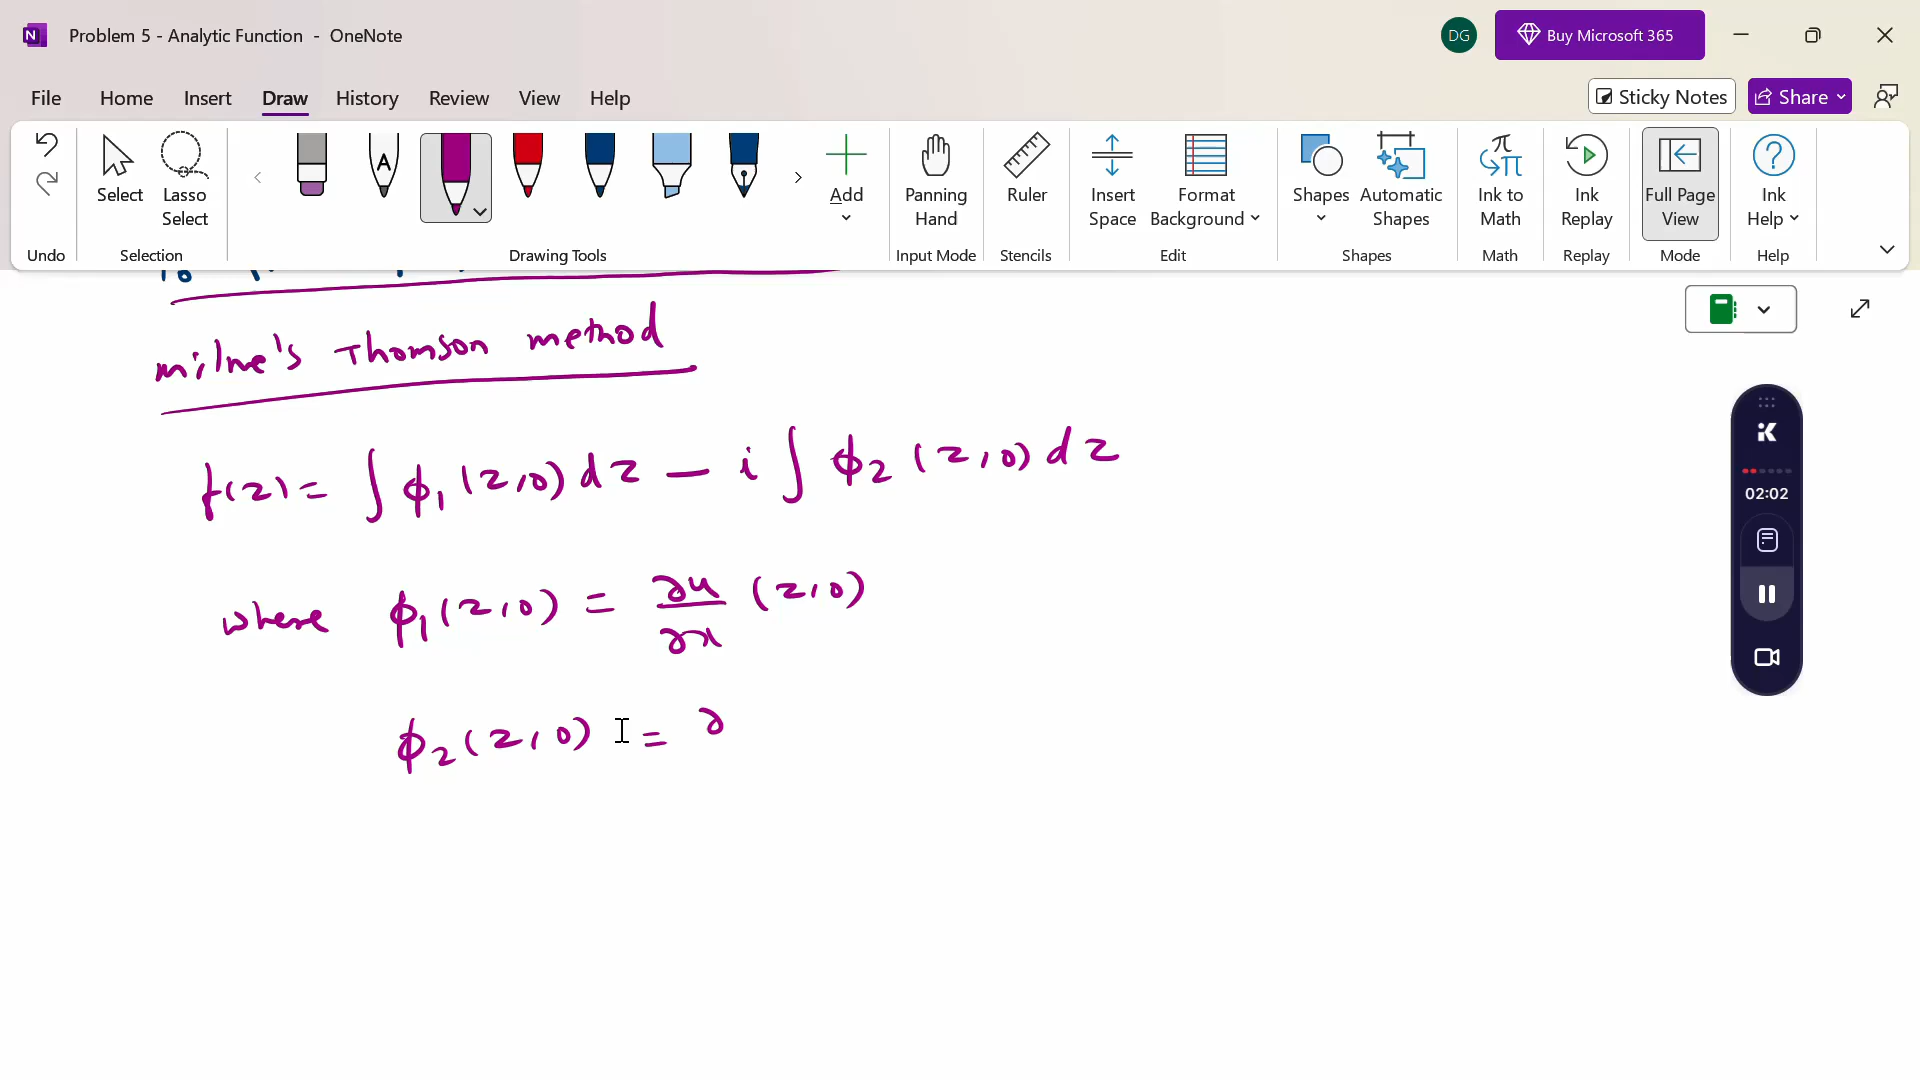 Problem 5 - Analytic Function - OneNote
DG
Buy Microsoft 365
File Home Insert Draw History Review View Help
Sticky Notes
Share
A
Select
Lasso Select
Add
Panning Hand
Ruler
Insert Space
Format Background
Shapes
Automatic Shapes
Ink to Math
Ink Replay
Full Page View
Ink Help
Undo
Selection
Drawing Tools
Input Mode
Stencils
Edit
Shapes
Math
Replay
Mode
Help
milne's Thomson method
f(z) = ∫ ϕ₁ (z,0) dz — i ∫ ϕ₂ (z,0) dz
where ϕ₁ (z,0) = ∂u/∂x (z,0)
ϕ₂ (z,0) = ∂
02:02